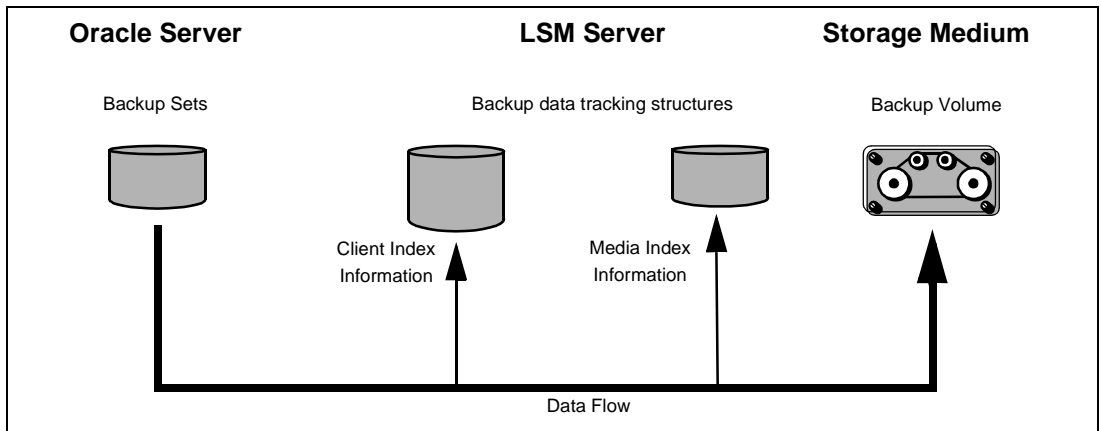 Oracle Server
LSM Server
Storage Medium
Backup Sets
Backup data tracking structures
Backup Volume
Client Index
Information
Media Index
Information
Data Flow